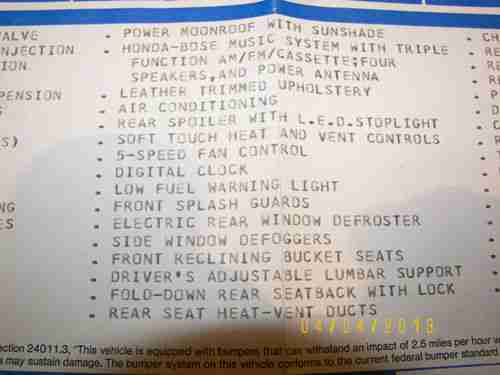 ALVE
NJECTION
ION
PENSION
S
S)
NG
ES
• POWER MOONROOF WITH SUNSHADE
• HONDA-BOSE MUSIC SYSTEM WITH TRIPLE
FUNCTION AM/FM/CASSETTE;FOUR
SPEAKERS,AND POWER ANTENNA
• LEATHER TRIMMED UPHOLSTERY
• AIR CONDITIONING
• REAR SPOILER WITH L.E.D.STOPLIGHT
• SOFT TOUCH HEAT AND VENT CONTROLS
• 5-SPEED FAN CONTROL
• DIGITAL CLOCK
• LOW FUEL WARNING LIGHT
• FRONT SPLASH GUARDS
• ELECTRIC REAR WINDOW DEFROSTER
• SIDE WINDOW DEFOGGERS
• FRONT RECLINING BUCKET SEATS
• DRIVER'S ADJUSTABLE LUMBAR SUPPORT
• FOLD-DOWN REAR SEATBACK WITH LOCK
• REAR SEAT HEAT-VENT DUCTS
• CH
• RE
04/04/2013
ection 24011.3, "This vehicle is equipped with bumpers that can withstand an impact of 2.5 miles per hour w
s may sustain damage. The bumper system on this vehicle conforms to the current federal bumper standard